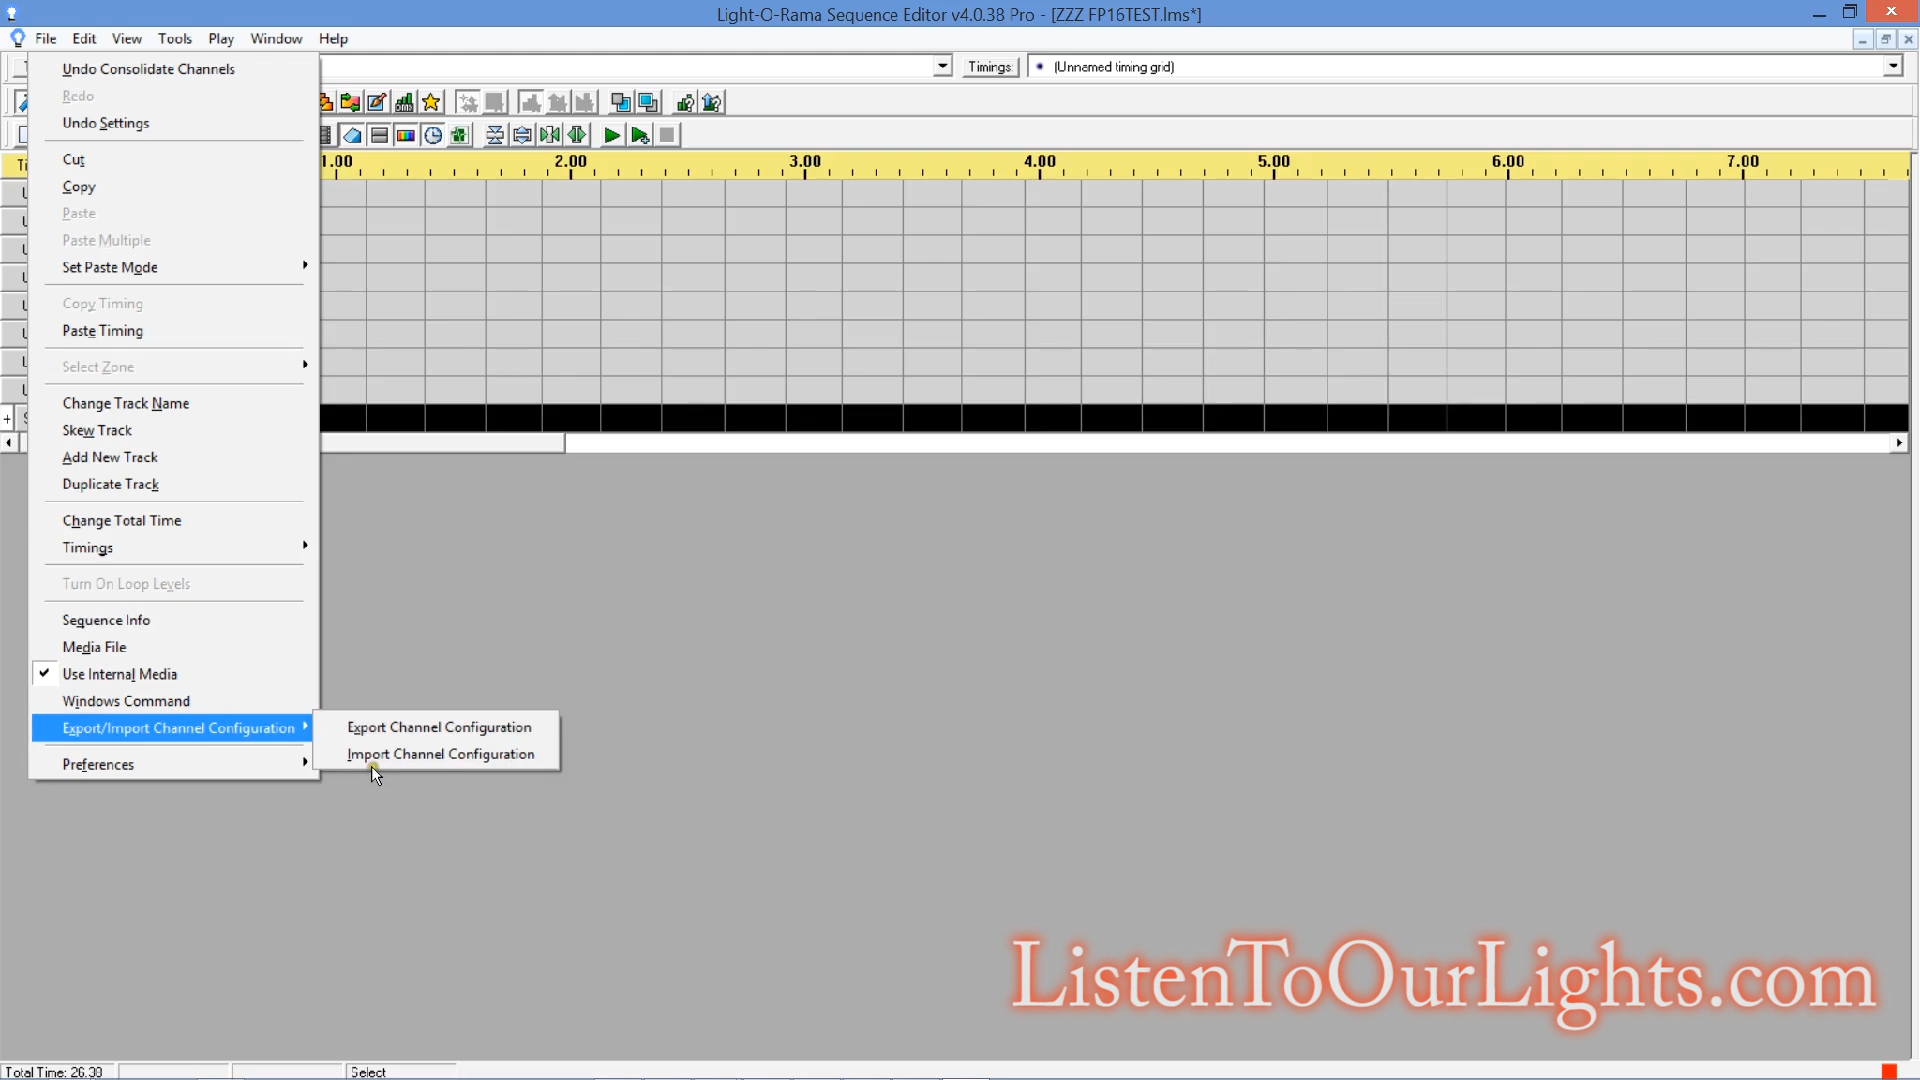 Light-O-Rama Sequence Editor v4.0.38 Pro - [ZZZ FP16TEST.lms*]
File Edit View Tools Play Window Help
Timings: (Unnamed timing grid)
Undo Consolidate Channels
Redo
Undo Settings
Cut
Copy
Paste
Paste Multiple
Set Paste Mode
Copy Timing
Paste Timing
Select Zone
Change Track Name
Skew Track
Add New Track
Duplicate Track
Change Total Time
Timings
Turn On Loop Levels
Sequence Info
Media File
Use Internal Media
Windows Command
Export/Import Channel Configuration
Preferences
Export Channel Configuration
Import Channel Configuration
1.00 2.00 3.00 4.00 5.00 6.00 7.00
ListenToOurLights.com
Select